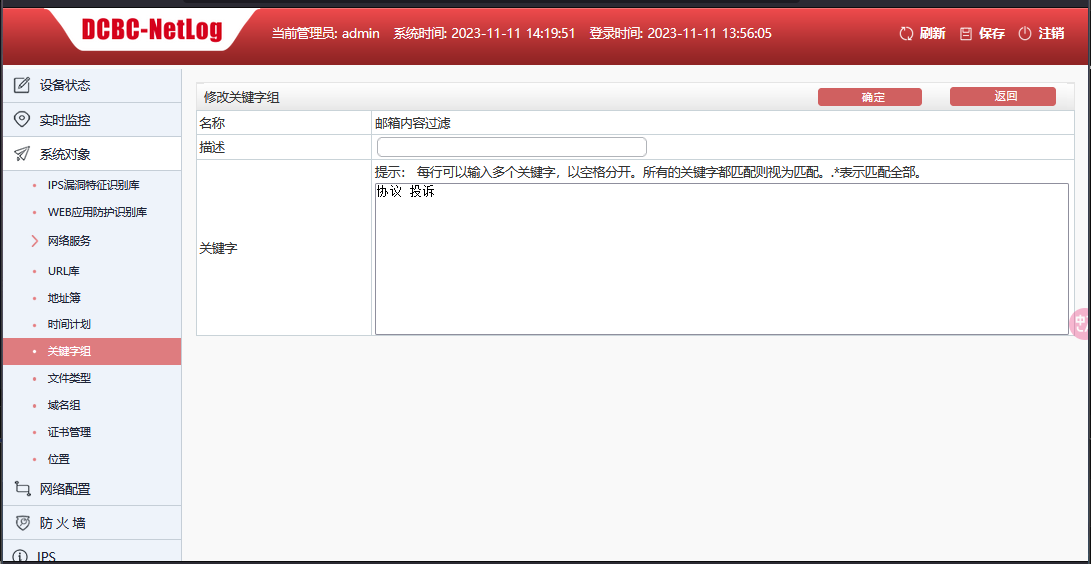 DCBC-NetLog 当前管理员: admin 系统时间: 2023-11-11 14:19:51 登录时间: 2023-11-11 13:56:05 刷新 保存 注销
设备状态
实时监控
系统对象
IPS漏洞特征识别库
WEB应用防护识别库
网络服务
URL库
地址簿
时间计划
关键字组
文件类型
域名组
证书管理
位置
网络配置
防 火 墙
IPS
修改关键字组 确定 返回
名称 邮箱内容过滤
描述
提示： 每行可以输入多个关键字，以空格分开。所有的关键字都匹配则视为匹配。.*表示匹配全部。
协议 投诉
关键字
中